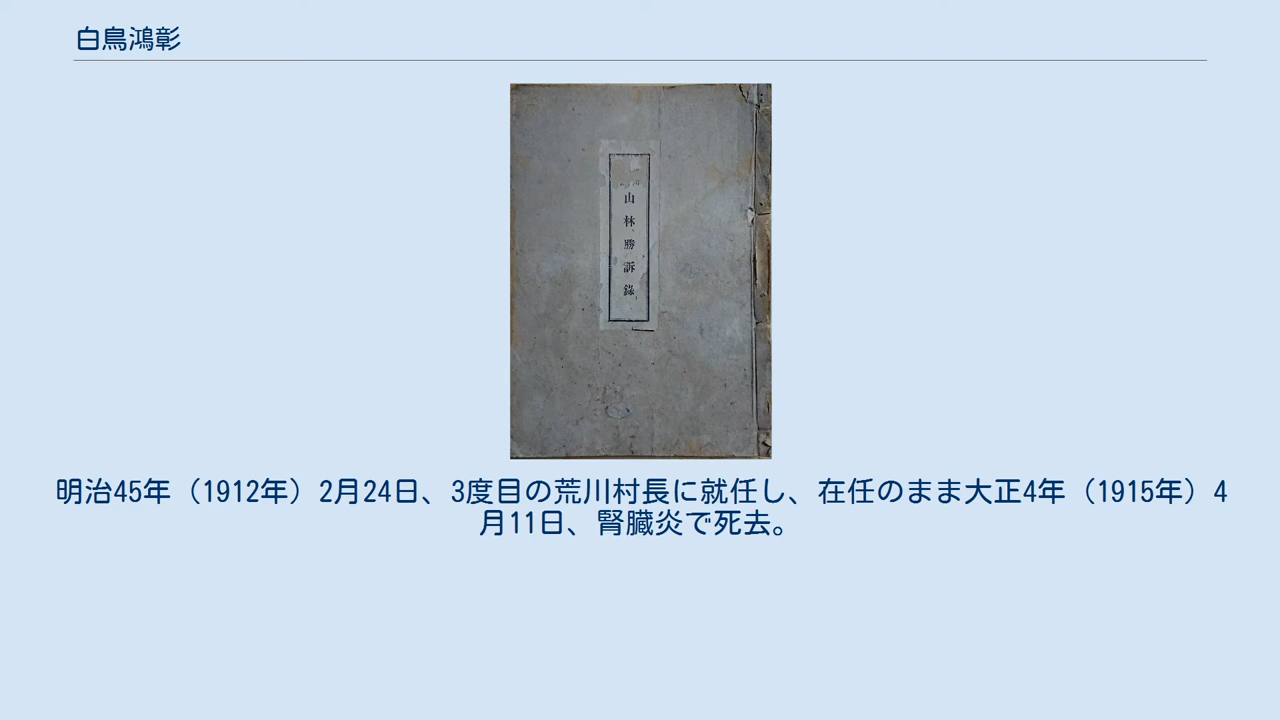 白鳥鴻彰
山林勝訴錄
明治45年（1912年）2月24日、3度目の荒川村長に就任し、在任のまま大正4年（1915年）4
月11日、腎臓炎で死去。